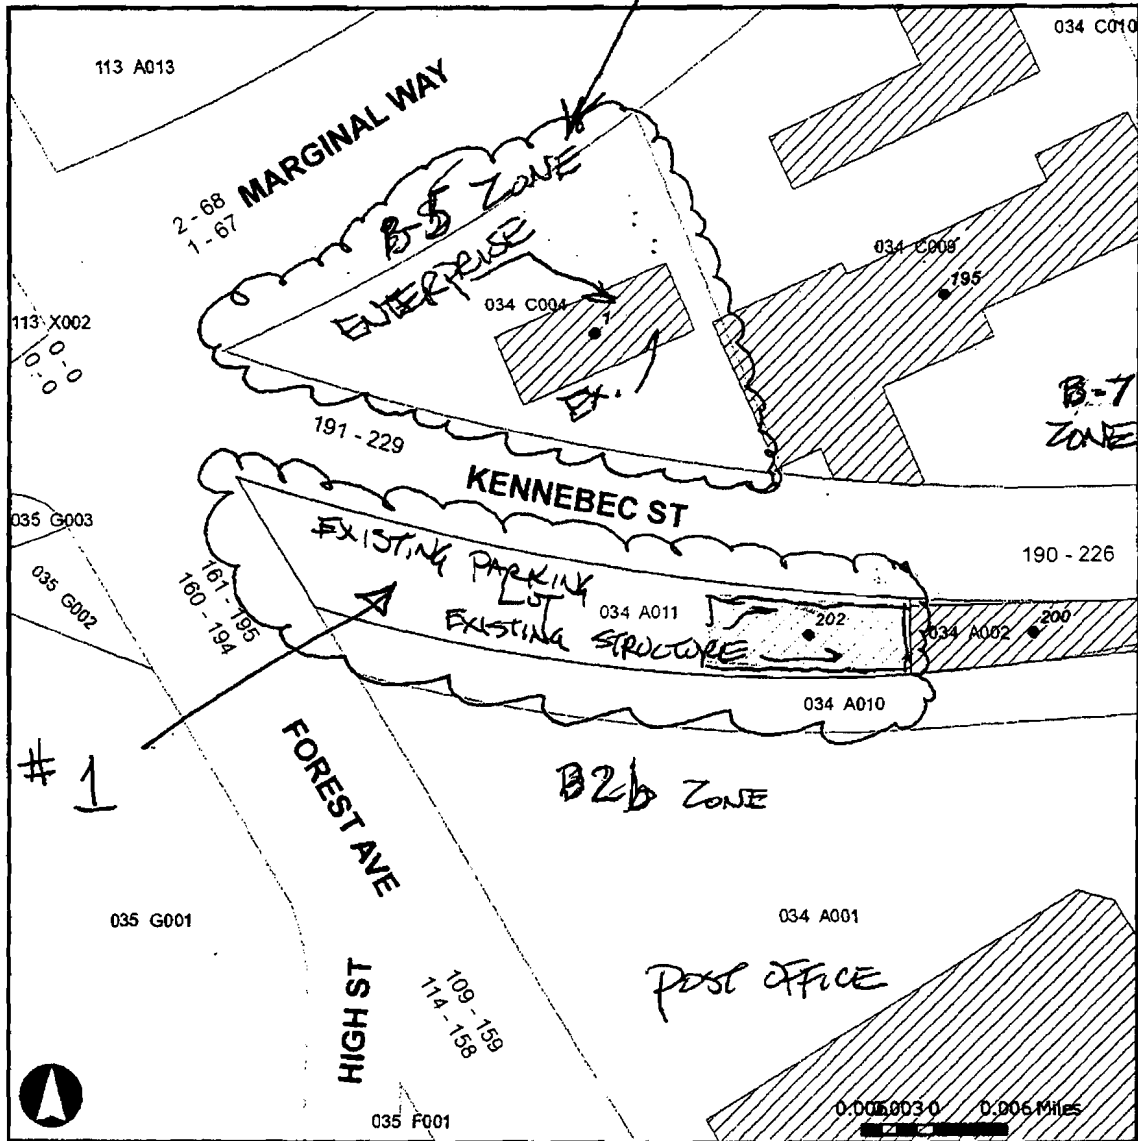 034 C010
113 A013
MARGINAL WAY
2 - 68
1 - 67
B-5 ZONE
ENTERPRISE
034 C009
195
034 C004
1
EX.
113 X002
0 - 0
0 - 0
B-7
ZONE
191 - 229
KENNEBEC ST
035 G003
190 - 226
EXISTING PARKING
LOT
035 G002
161 - 195
160 - 194
034 A011
202
034 A002
200
EXISTING STRUCTURE
034 A010
# 1
FOREST AVE
B2b ZONE
035 G001
034 A001
POST OFFICE
HIGH ST
109 - 159
114 - 158
035 F001
0.006 Miles